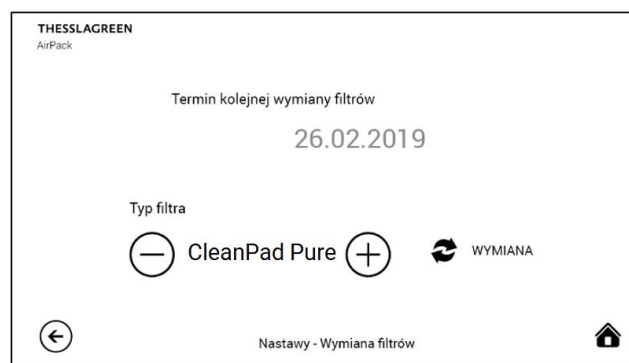 THESSLAGREEN
AirPack
Termin kolejnej wymiany filtrów
26.02.2019
Typ filtra
CleanPad Pure
WYMIANA
Nastawy - Wymiana filtrów